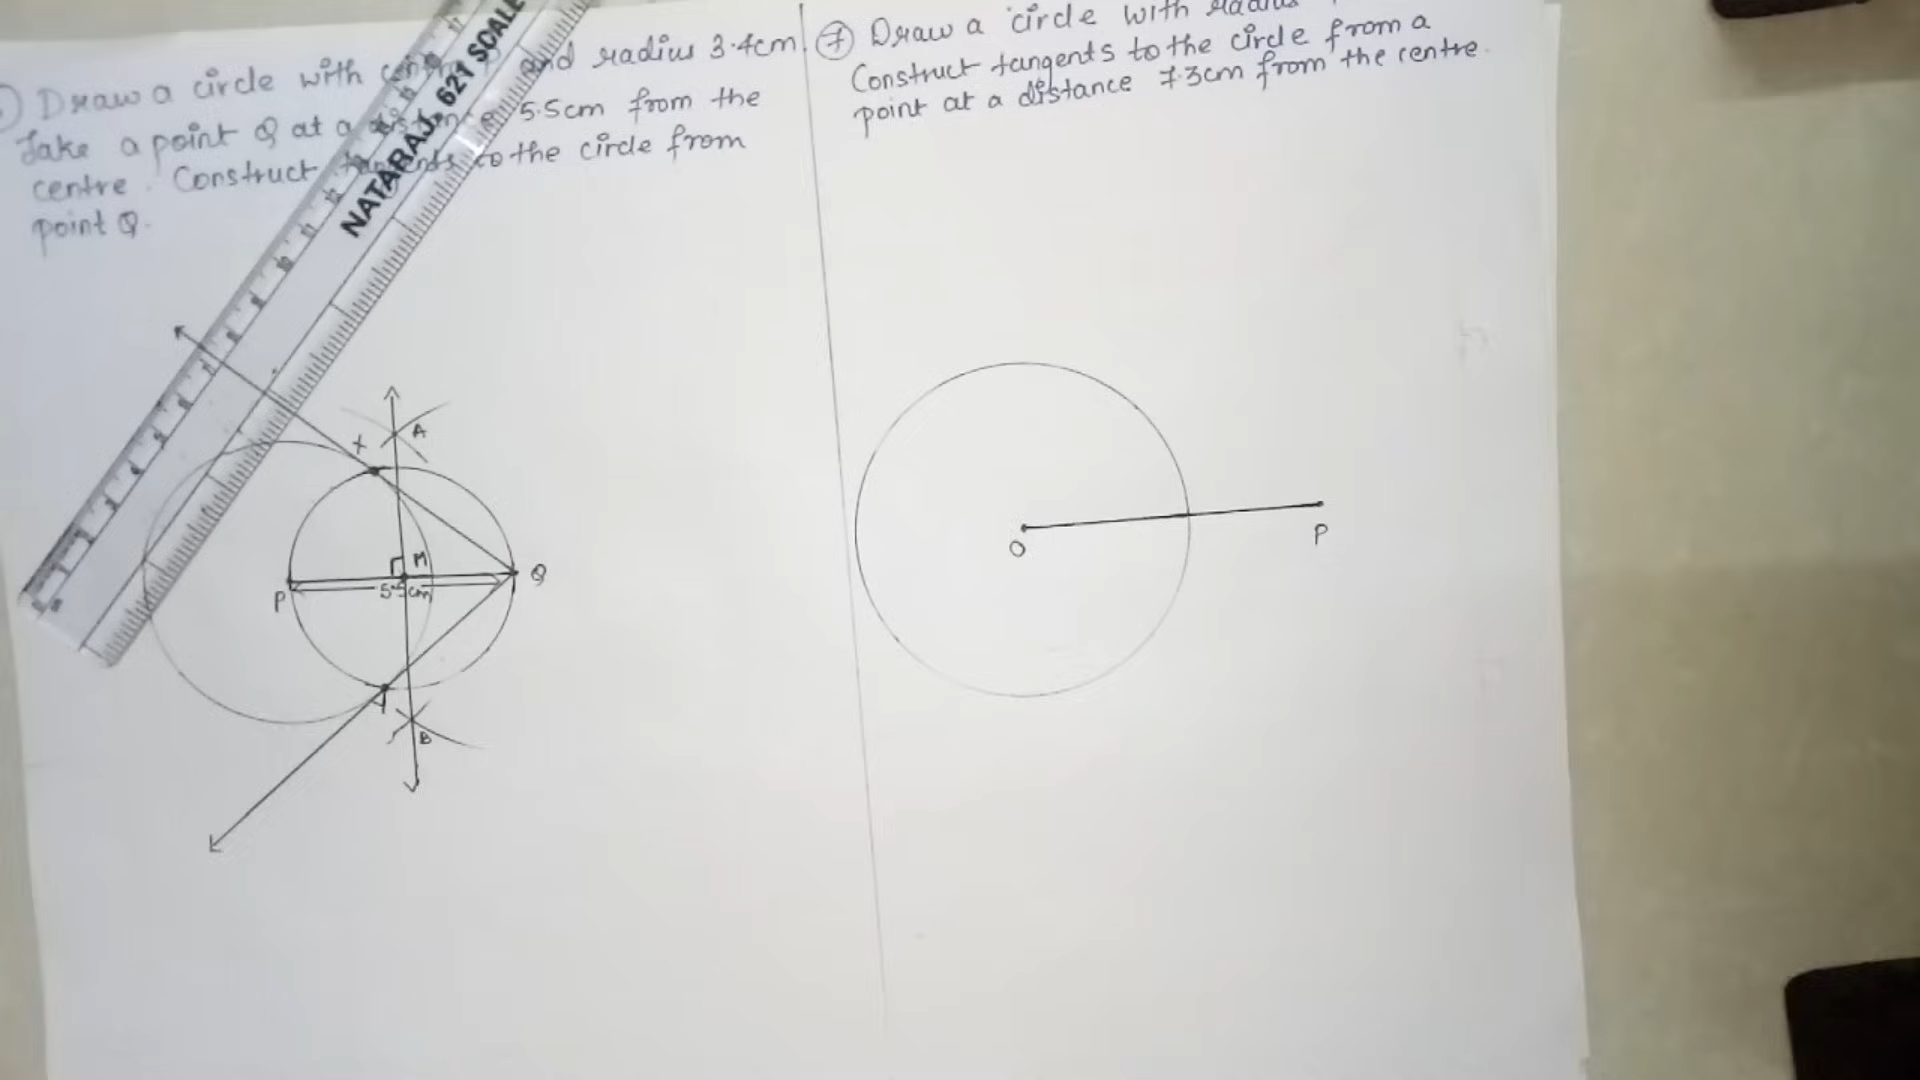 Draw a circle with and radius 3.4cm.
Take a point Q at a 5.5cm from the
centre. Construct to the circle from
point Q.
NATARAJ 621 SCALE
7 Draw a circle with
Construct tangents to the circle from a
point at a distance 7.3cm from the centre.
X
A
M
P
5.5cm
Q
Y
B
O
P